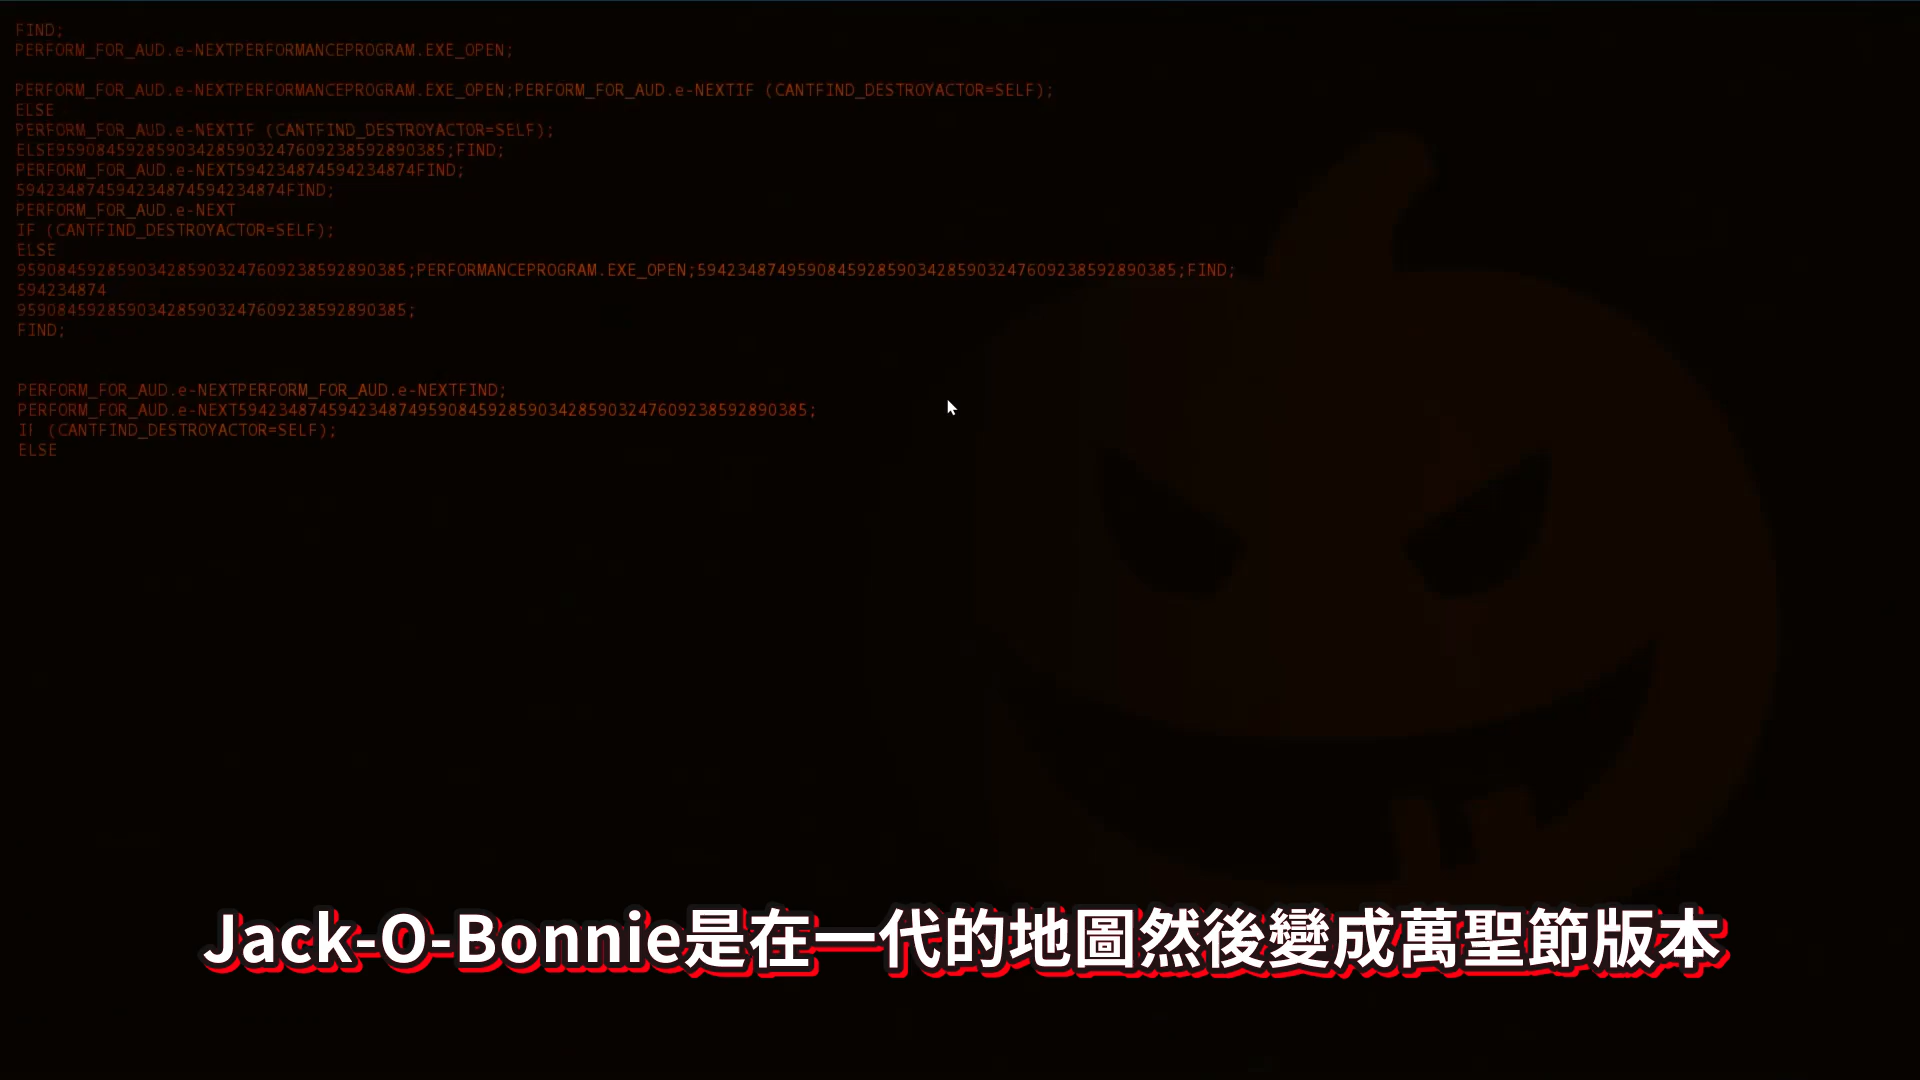 FIND;
PERFORM_FOR_AUD.e-NEXTPERFORMANCEPROGRAM.EXE_OPEN;
PERFORM_FOR_AUD.e-NEXTPERFORMANCEPROGRAM.EXE_OPEN;PERFORM_FOR_AUD.e-NEXTIF (CANTFIND_DESTROYACTOR=SELF);
ELSE
PERFORM_FOR_AUD.e-NEXTIF (CANTFIND_DESTROYACTOR=SELF);
ELSE959084592859034285903247609238592890385;FIND;
PERFORM_FOR_AUD.e-NEXT594234874594234874FIND;
594234874594234874594234874FIND;
PERFORM_FOR_AUD.e-NEXT
IF (CANTFIND_DESTROYACTOR=SELF);
ELSE
959084592859034285903247609238592890385;PERFORMANCEPROGRAM.EXE_OPEN;594234874959084592859034285903247609238592890385;FIND;
594234874
959084592859034285903247609238592890385;
FIND;
PERFORM_FOR_AUD.e-NEXTPERFORM_FOR_AUD.e-NEXTFIND;
PERFORM_FOR_AUD.e-NEXT594234874594234874959084592859034285903247609238592890385;
IF (CANTFIND_DESTROYACTOR=SELF);
ELSE
Jack-O-Bonnie是在一代的地圖然後變成萬聖節版本